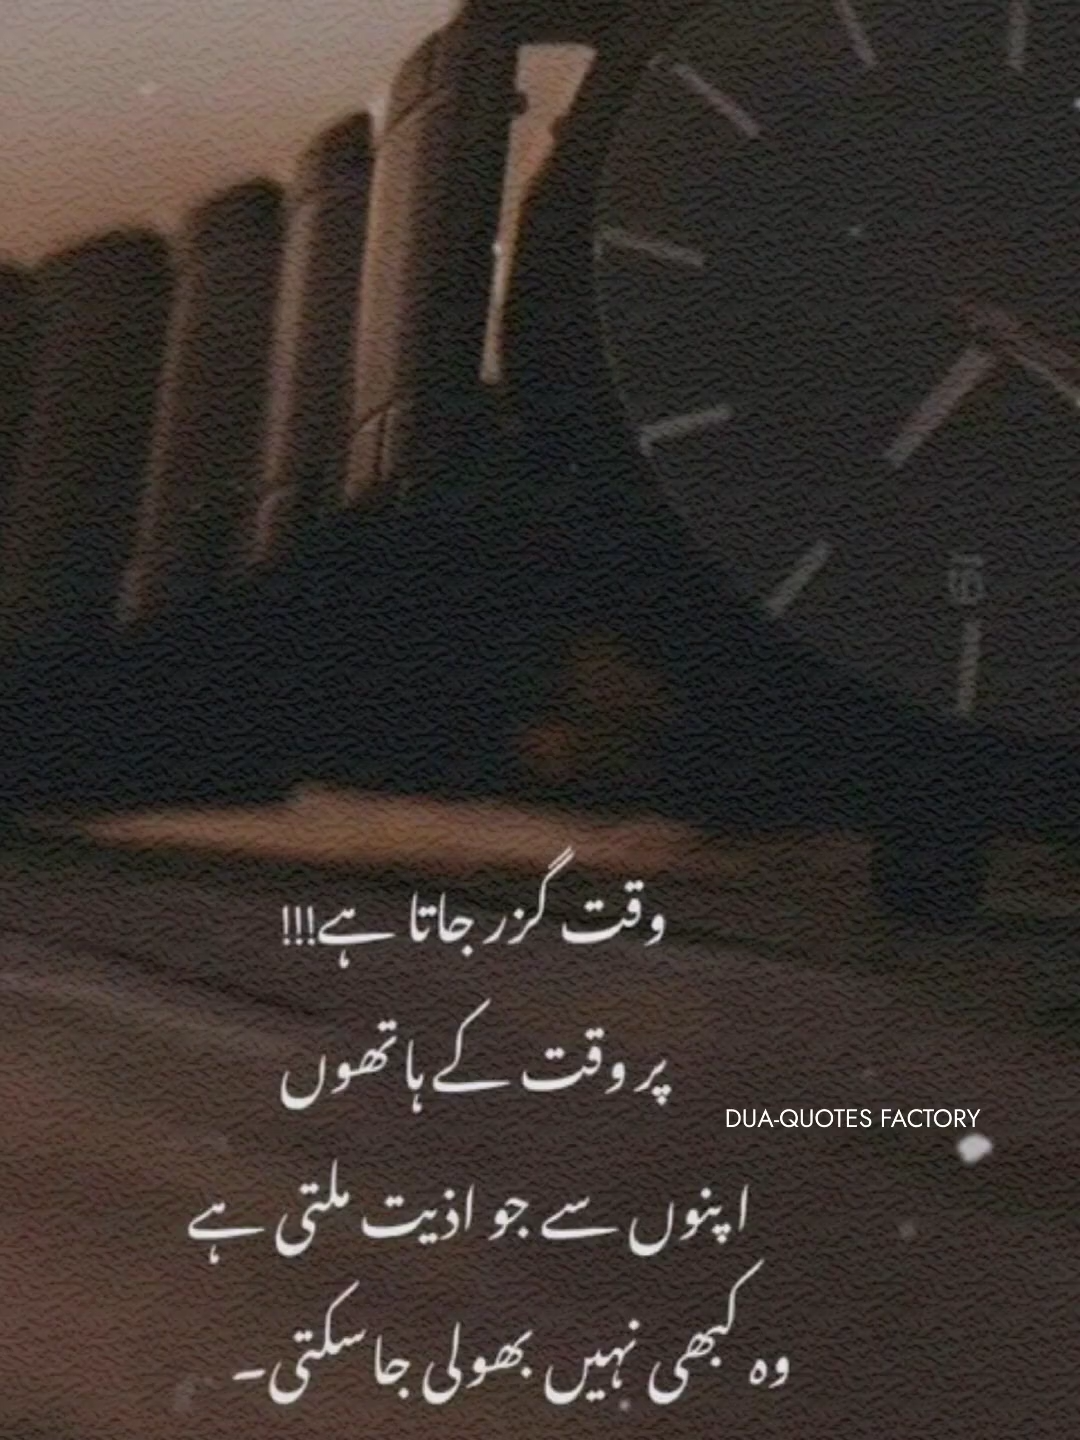 وقت گزر جاتا ہے!!!
پر وقت کے ہاتھوں
DUA-QUOTES FACTORY
اپنوں سے جو اذیت ملتی ہے
وہ کبھی نہیں بھولی جا سکتی۔